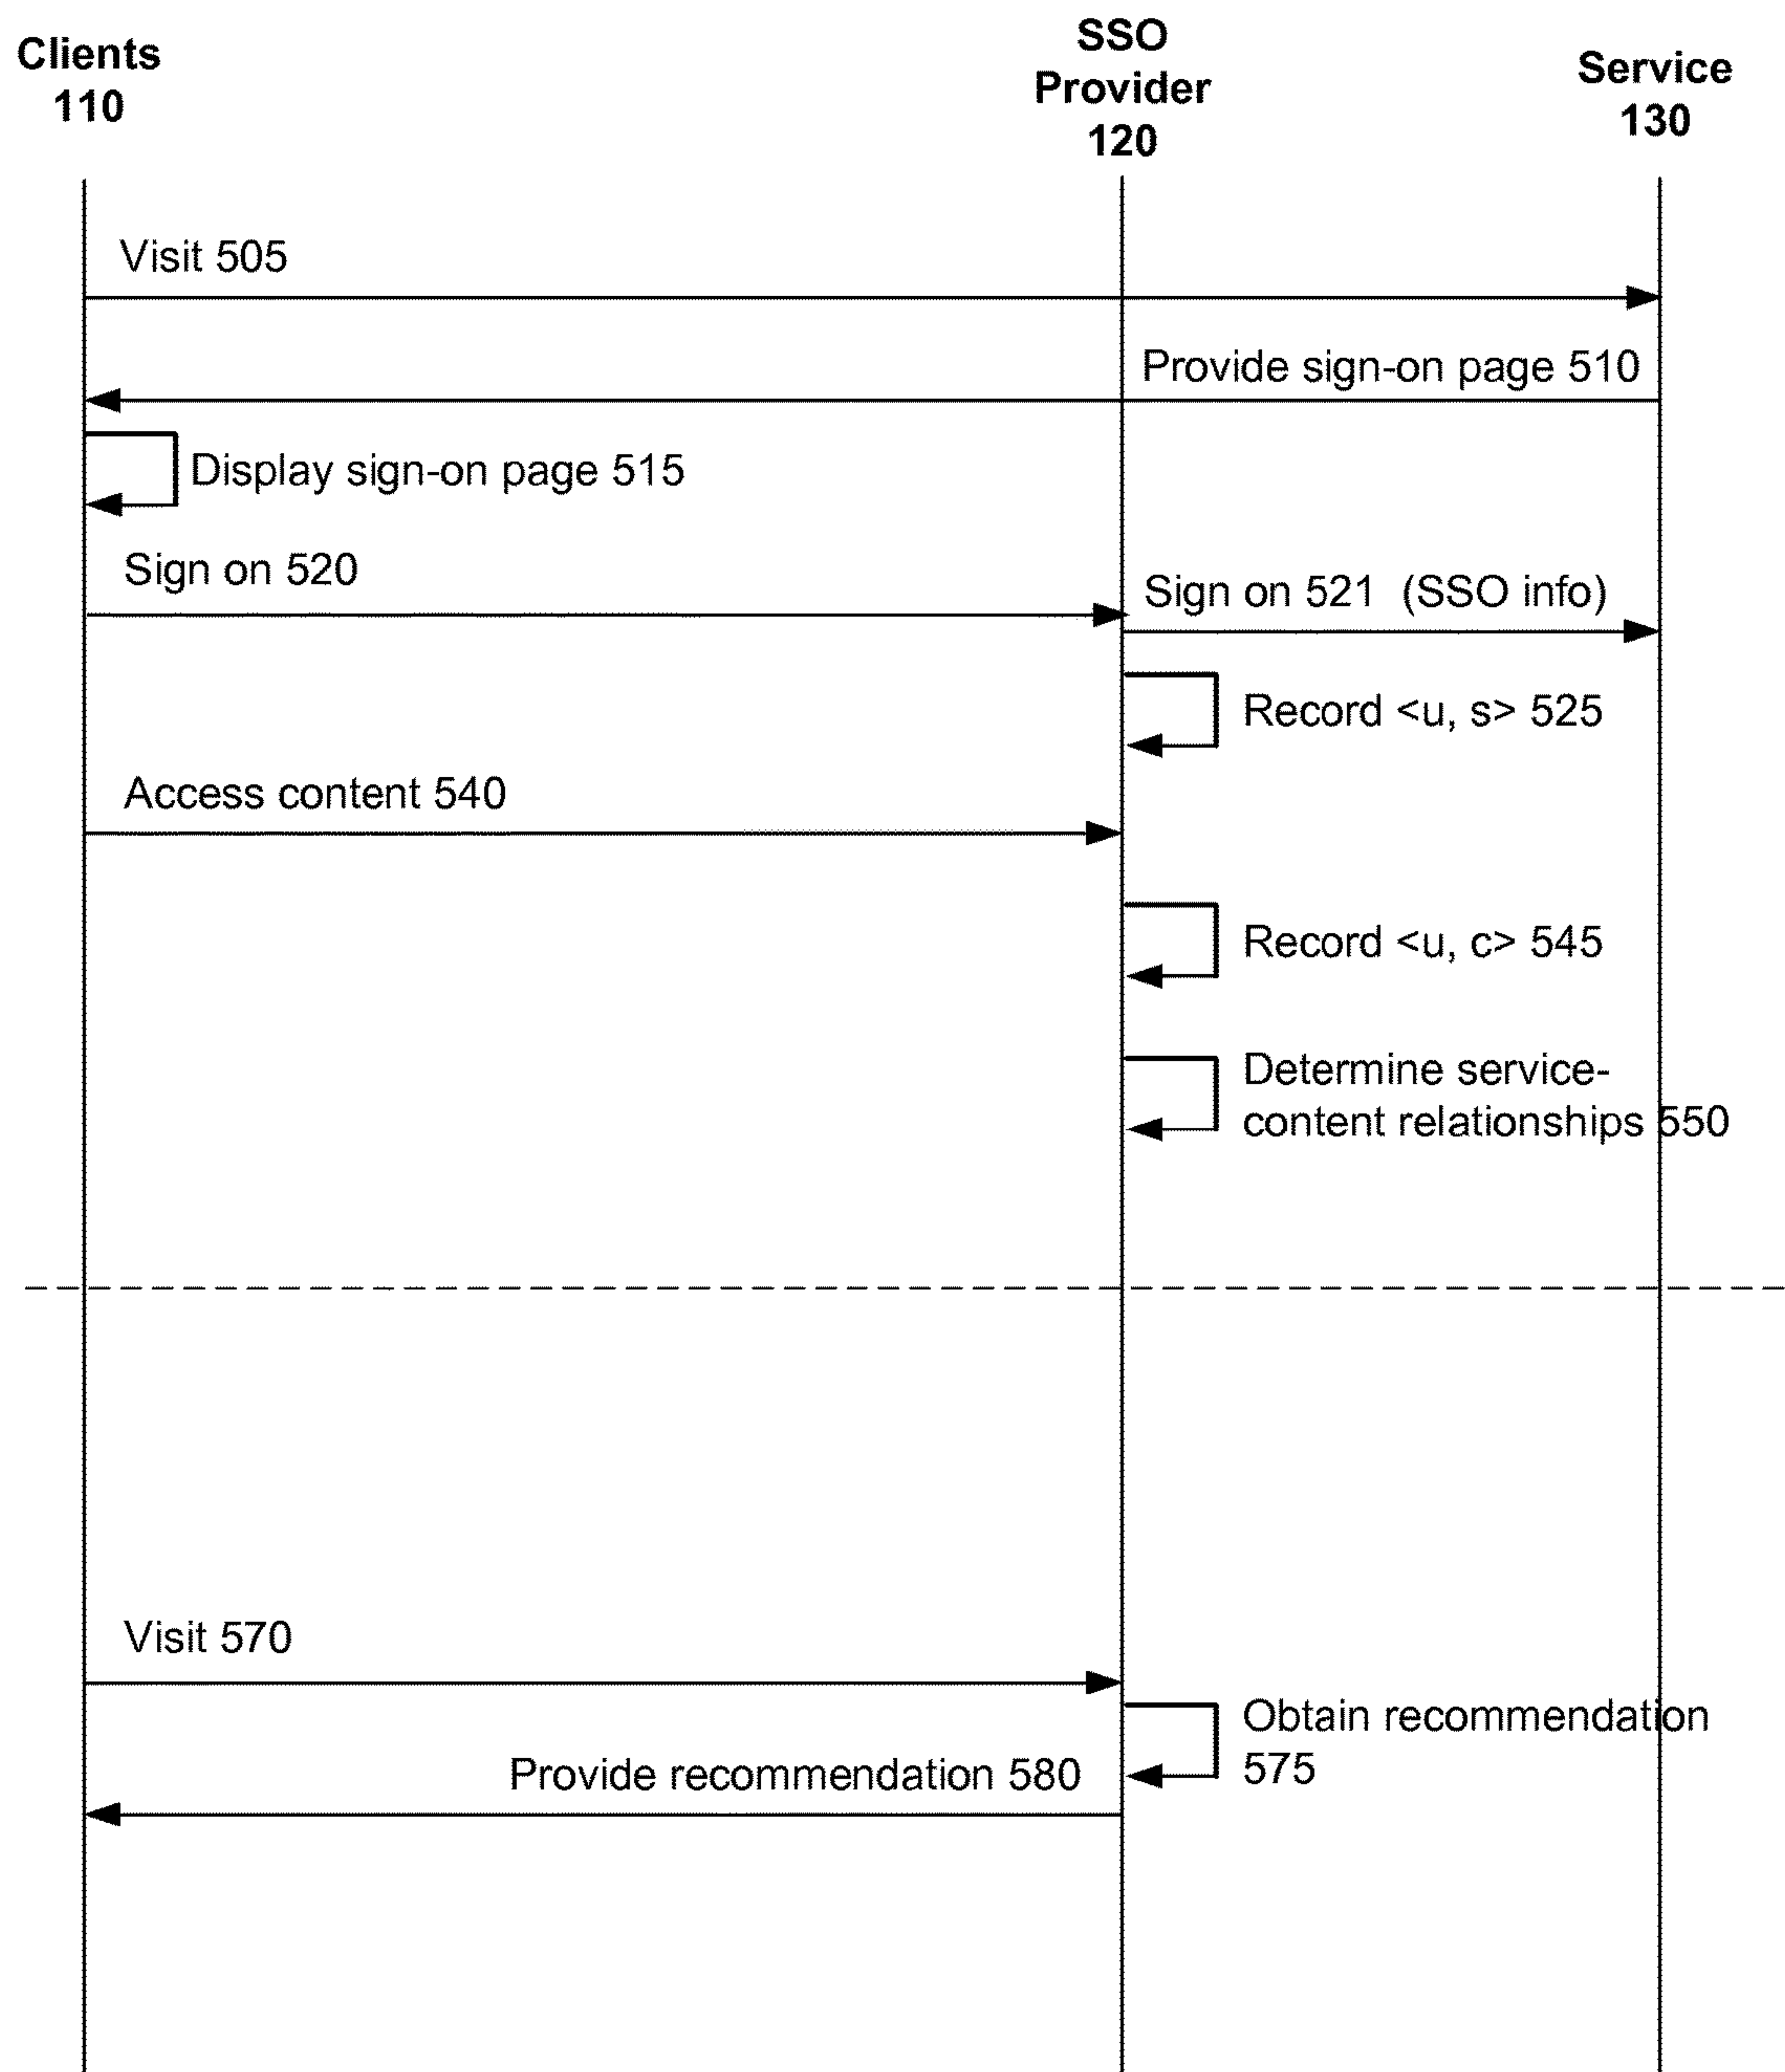 Clients
110
SSO
Provider
120
Service
130
Visit 505
Provide sign-on page 510
Display sign-on page 515
Sign on 520
Sign on 521 (SSO info)
Record <u, s> 525
Access content 540
Record <u, c> 545
Determine service-
content relationships 550
Visit 570
Obtain recommendation
575
Provide recommendation 580